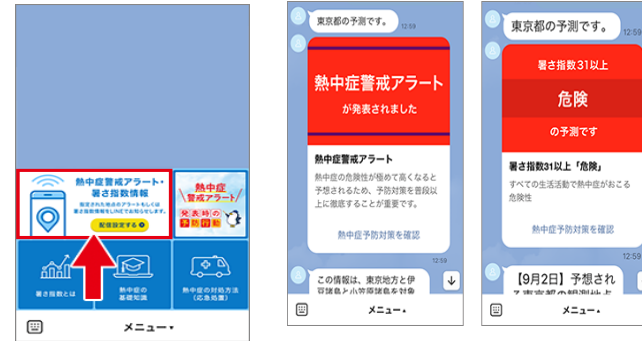 熱中症警戒アラート・
暑さ指数情報
指定された地点のアラートもしくは
暑さ指数情報をLINEでお知らせします。
配信設定する
熱中症
警戒アラート
発表時の
予防行動
暑さ指数とは
熱中症の
基礎知識
熱中症の対処方法
(応急処置)
メニュー
東京都の予測です。
12:59
熱中症警戒アラート
が発表されました
熱中症警戒アラート
熱中症の危険性が極めて高くなると
予想されるため、予防対策を普段以
上に徹底することが重要です。
熱中症予防対策を確認
12:59
この情報は、東京地方と伊
豆諸島と小笠原諸島を対象
メニュー
東京都の予測です。
12:59
暑さ指数31以上
危険
の予測です
暑さ指数31以上「危険」
すべての生活活動で熱中症がおこる
危険性
熱中症予防対策を確認
12:59
【9月2日】予想され
る東京都の観測地点
メニュー